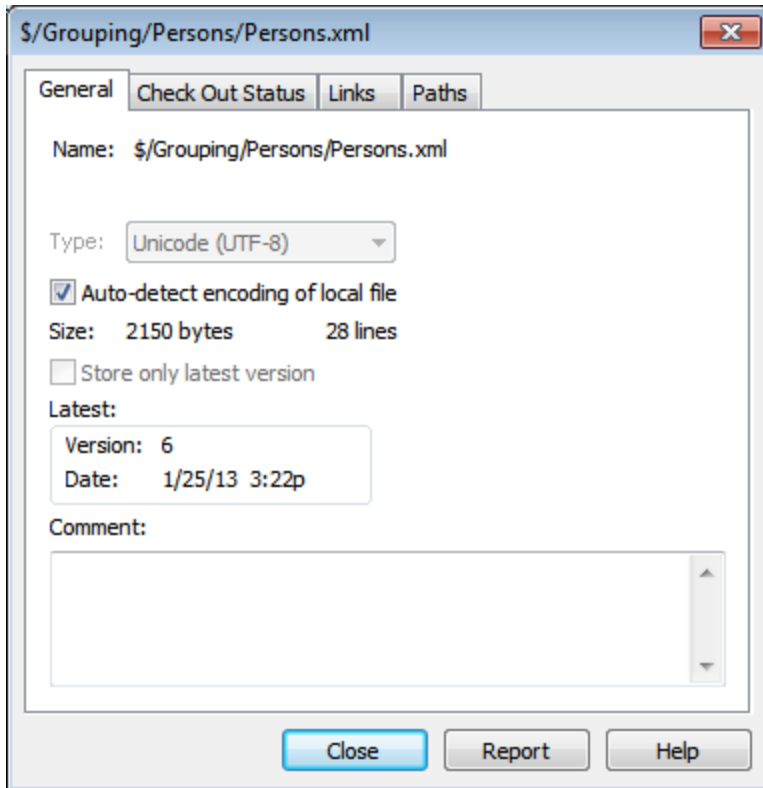 $/Grouping/Persons/Persons.xml
General Check Out Status Links Paths
Name: $/Grouping/Persons/Persons.xml
Type: Unicode (UTF-8)
Auto-detect encoding of local file
Size: 2150 bytes 28 lines
Store only latest version
Latest:
Version: 6
Date: 1/25/13 3:22p
Comment:
Close Report Help